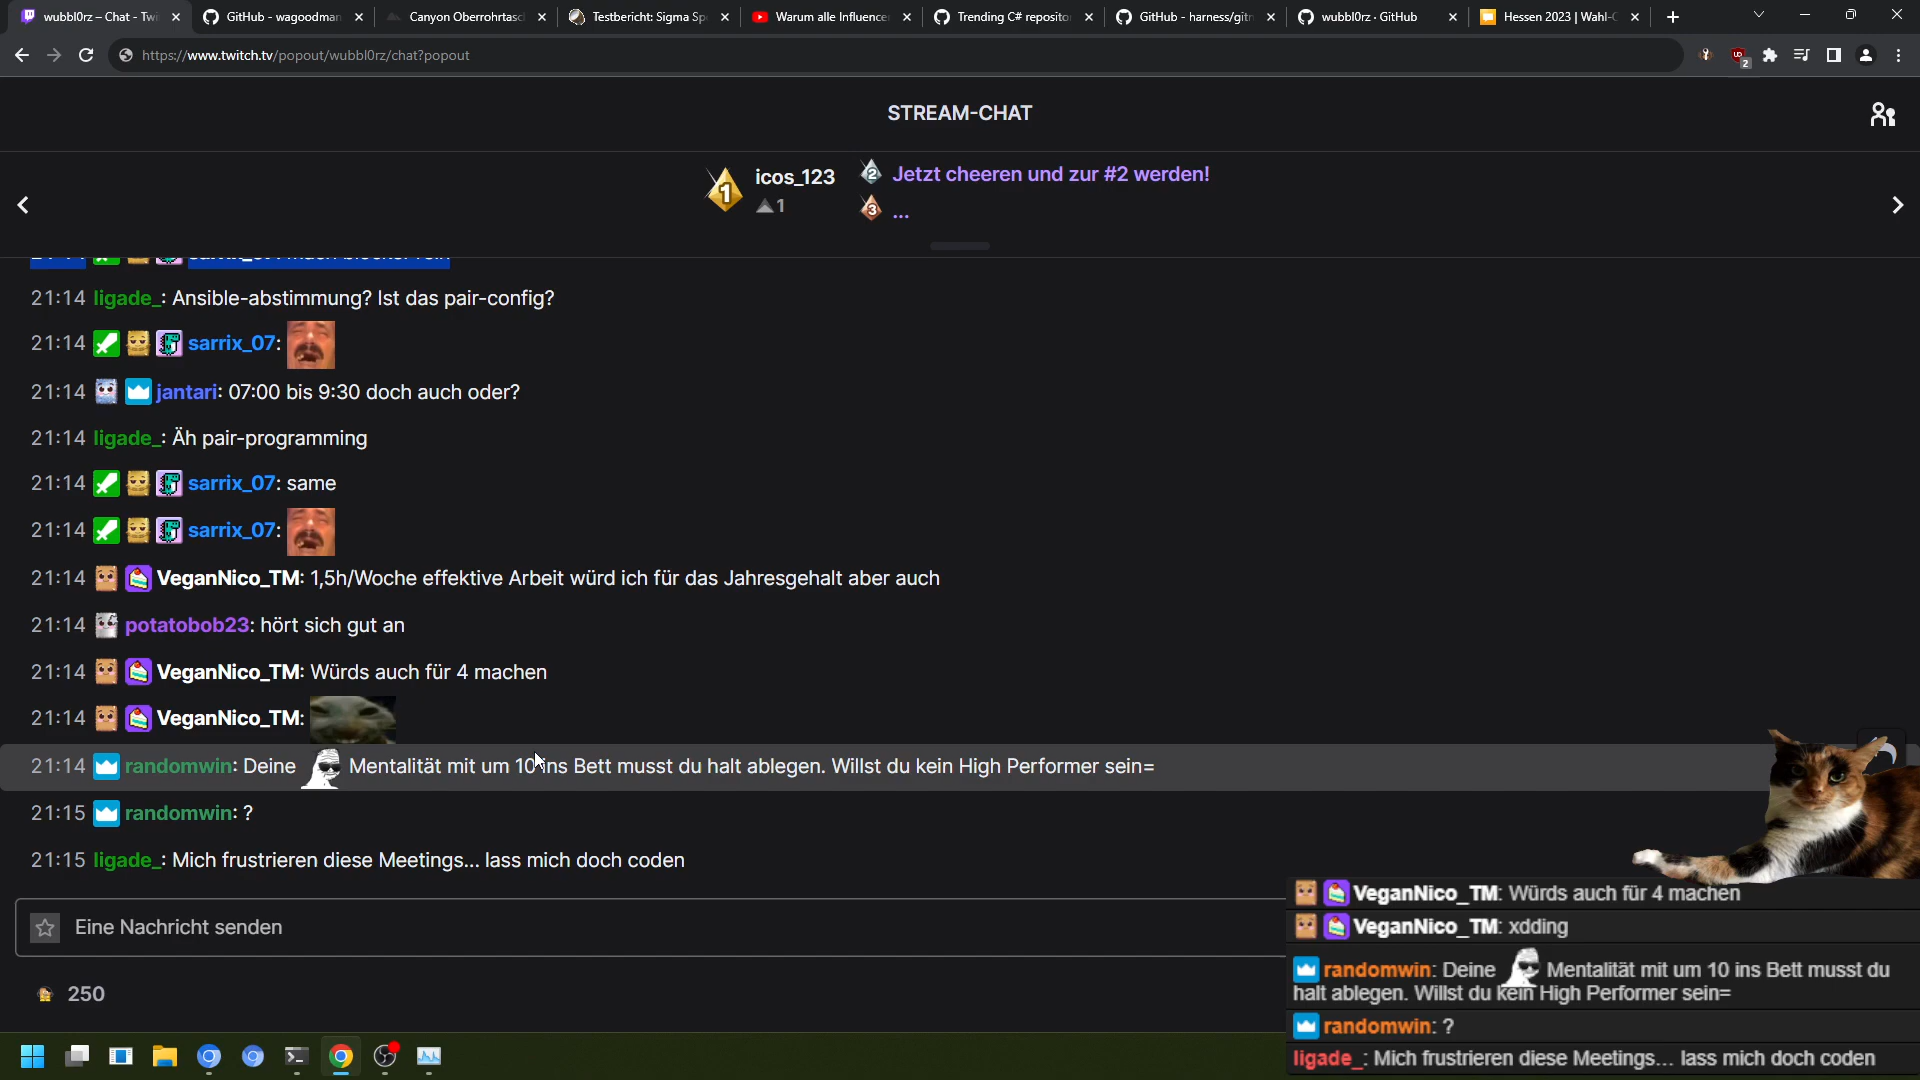 wubbl0rz – Chat - Twi
GitHub - wagoodman
Canyon Oberrohrtasc
Testbericht: Sigma Sp
Warum alle Influence
Trending C# reposito
GitHub - harness/gitn
wubbl0rz · GitHub
Hessen 2023 | Wahl-O
https://www.twitch.tv/popout/wubbl0rz/chat?popout
2
STREAM-CHAT
1 icos_123
1
2 Jetzt cheeren und zur #2 werden!
3 ...
21:14 ligade_: Ansible-abstimmung? Ist das pair-config?
21:14 sarrix_07:
21:14 jantari: 07:00 bis 9:30 doch auch oder?
21:14 ligade_: Äh pair-programming
21:14 sarrix_07: same
21:14 sarrix_07:
21:14 VeganNico_TM: 1,5h/Woche effektive Arbeit würd ich für das Jahresgehalt aber auch
21:14 potatobob23: hört sich gut an
21:14 VeganNico_TM: Würds auch für 4 machen
21:14 VeganNico_TM:
21:14 randomwin: Deine Mentalität mit um 10 ins Bett musst du halt ablegen. Willst du kein High Performer sein=
21:15 randomwin: ?
21:15 ligade_: Mich frustrieren diese Meetings... lass mich doch coden
Eine Nachricht senden
250
VeganNico_TM: Würds auch für 4 machen
VeganNico_TM: xdding
randomwin: Deine Mentalität mit um 10 ins Bett musst du
halt ablegen. Willst du kein High Performer sein=
randomwin: ?
ligade_: Mich frustrieren diese Meetings... lass mich doch coden